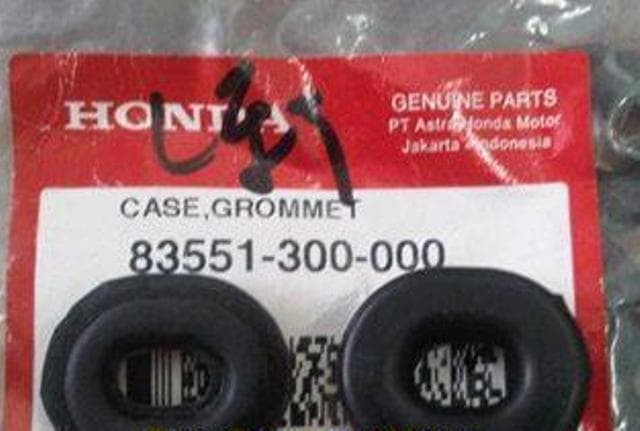 HONDA
GENUINE PARTS
PT Astra Honda Motor
Jakarta - Indonesia
CASE,GROMMET
83551-300-000